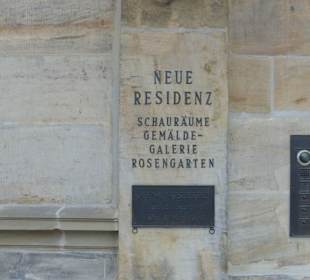 NEUE
RESIDENZ
SCHAURÄUME
GEMÄLDE-
GALERIE
ROSENGARTEN